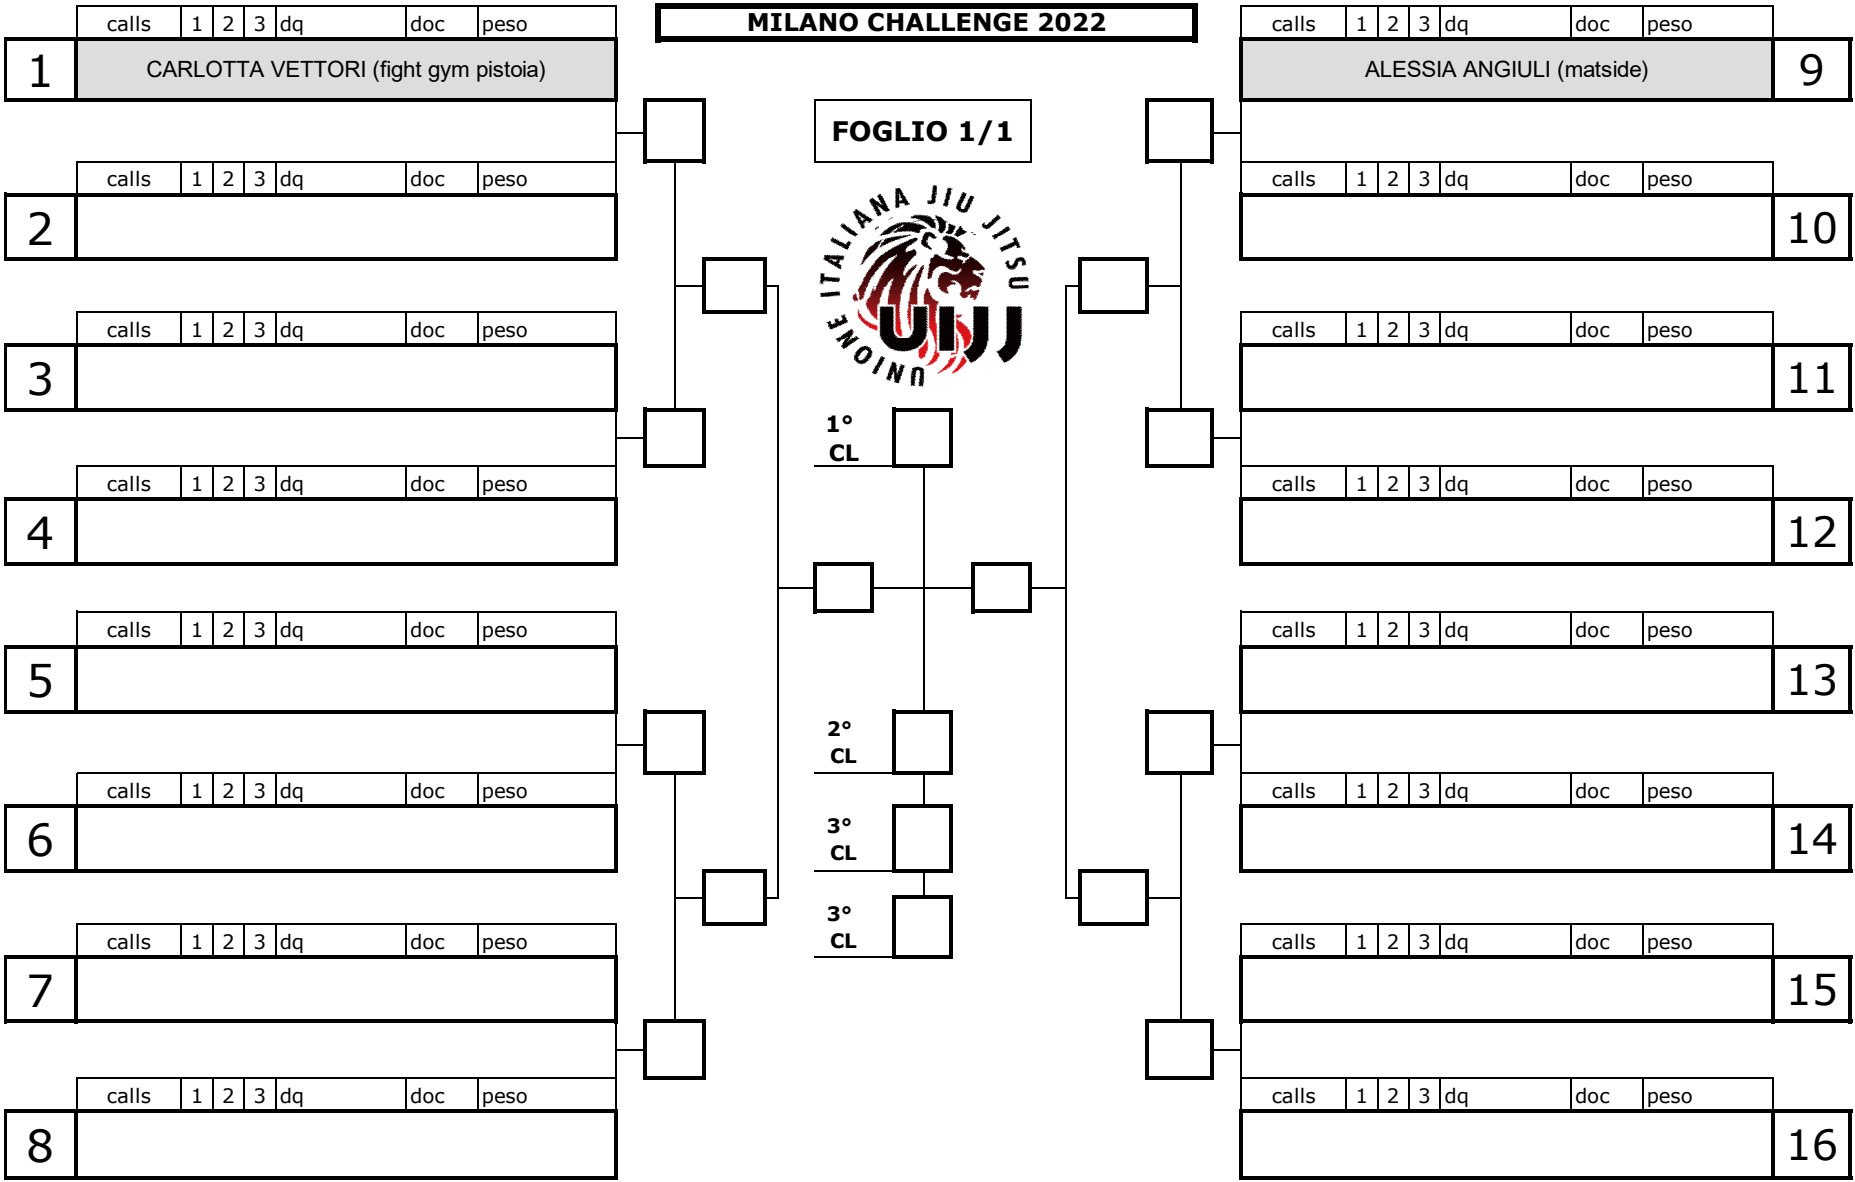 MILANO CHALLENGE 2022
calls 1 2 3 dq doc peso
1 CARLOTTA VETTORI (fight gym pistoia)
calls 1 2 3 dq doc peso
2
calls 1 2 3 dq doc peso
3
calls 1 2 3 dq doc peso
4
calls 1 2 3 dq doc peso
5
calls 1 2 3 dq doc peso
6
calls 1 2 3 dq doc peso
7
calls 1 2 3 dq doc peso
8
FOGLIO 1/1
UNIONE ITALIANA JIU JITSU
UIJJ
1°
CL
2°
CL
3°
CL
3°
CL
calls 1 2 3 dq doc peso
ALESSIA ANGIULI (matside) 9
calls 1 2 3 dq doc peso
10
calls 1 2 3 dq doc peso
11
calls 1 2 3 dq doc peso
12
calls 1 2 3 dq doc peso
13
calls 1 2 3 dq doc peso
14
calls 1 2 3 dq doc peso
15
calls 1 2 3 dq doc peso
16